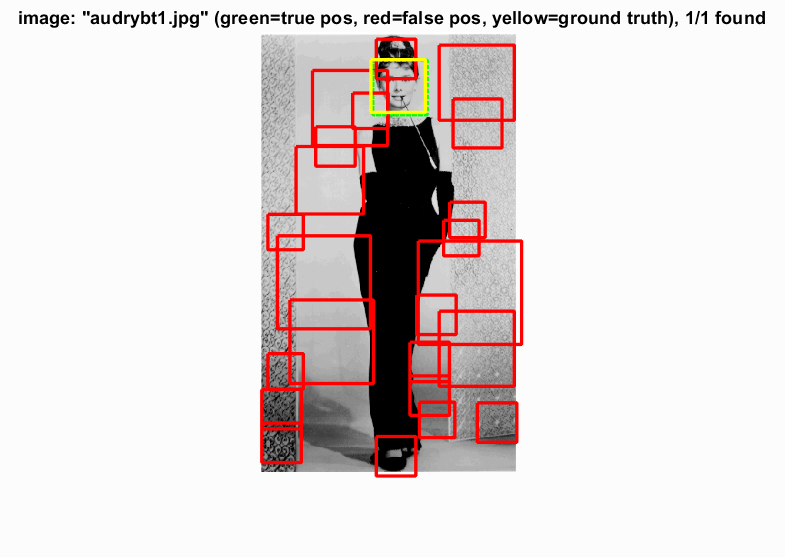 image: "audrybt1.jpg" (green=true pos, red=false pos, yellow=ground truth), 1/1 found